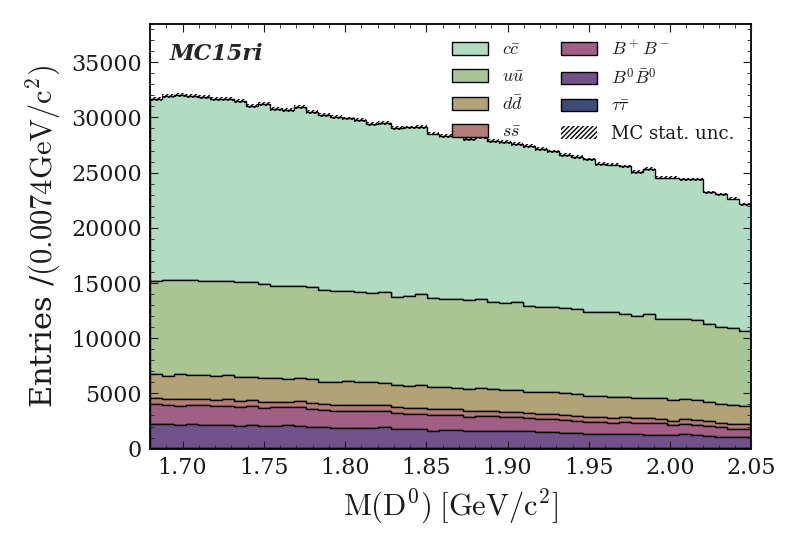 MC15ri
cc̄
uū
dd̄
ss̄
B⁺B⁻
B⁰B̄⁰
ττ̄
MC stat. unc.
Entries /(0.0074GeV/c²)
35000
30000
25000
20000
15000
10000
5000
0
1.70 1.75 1.80 1.85 1.90 1.95 2.00 2.05
M(D⁰) [GeV/c²]